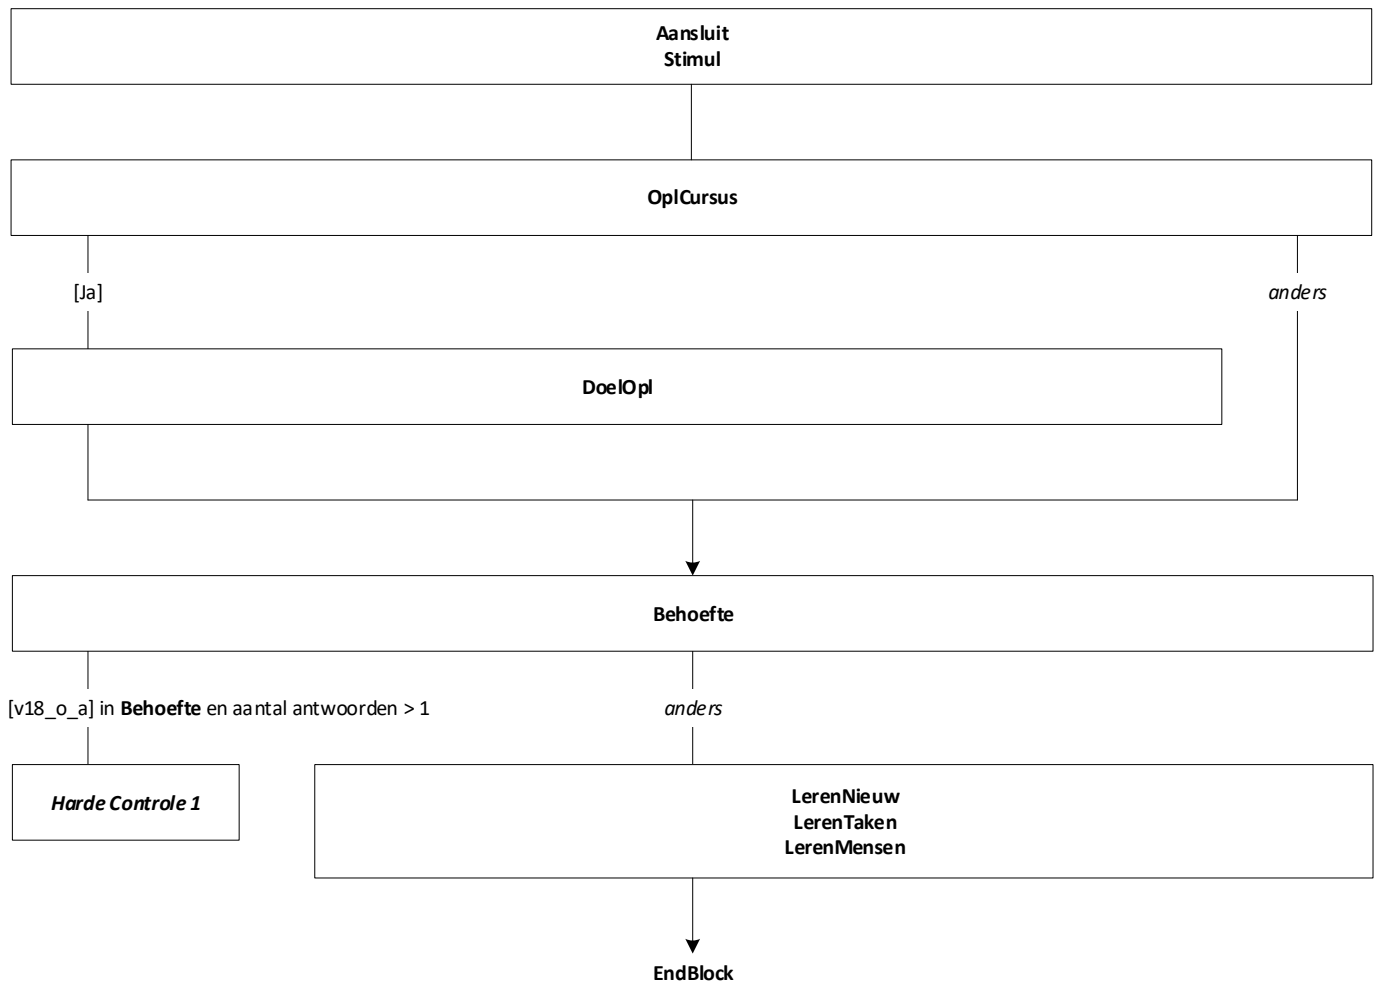 Aansluit
Stimul
OplCursus
[Ja]
anders
DoelOpl
Behoefte
[v18_o_a] in Behoefte en aantal antwoorden > 1
anders
Harde Controle 1
LerenNieuw
LerenTaken
LerenMensen
EndBlock